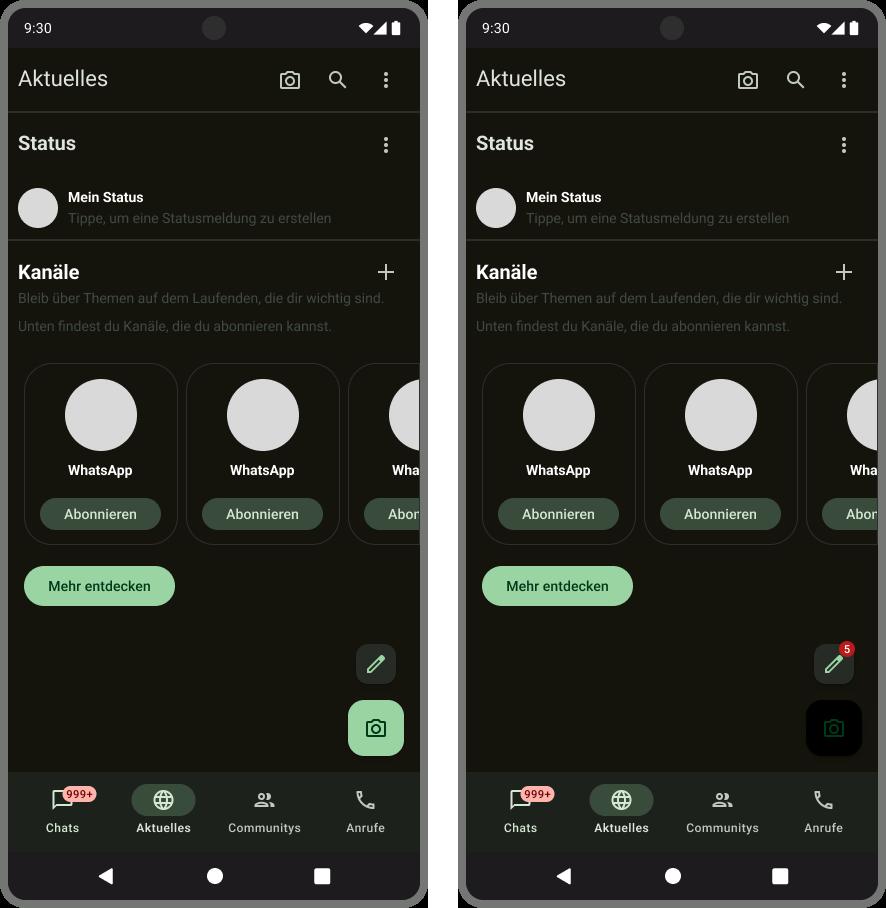 9:30
Aktuelles
Status
Mein Status
Tippe, um eine Statusmeldung zu erstellen
Kanäle
Bleib über Themen auf dem Laufenden, die dir wichtig sind.
Unten findest du Kanäle, die du abonnieren kannst.
WhatsApp WhatsApp Wha
Abonnieren Abonnieren Abon
Mehr entdecken
999+
Chats Aktuelles Communitys Anrufe
9:30
Aktuelles
Status
Mein Status
Tippe, um eine Statusmeldung zu erstellen
Kanäle
Bleib über Themen auf dem Laufenden, die dir wichtig sind.
Unten findest du Kanäle, die du abonnieren kannst.
WhatsApp WhatsApp Wha
Abonnieren Abonnieren Abon
Mehr entdecken
5
999+
Chats Aktuelles Communitys Anrufe